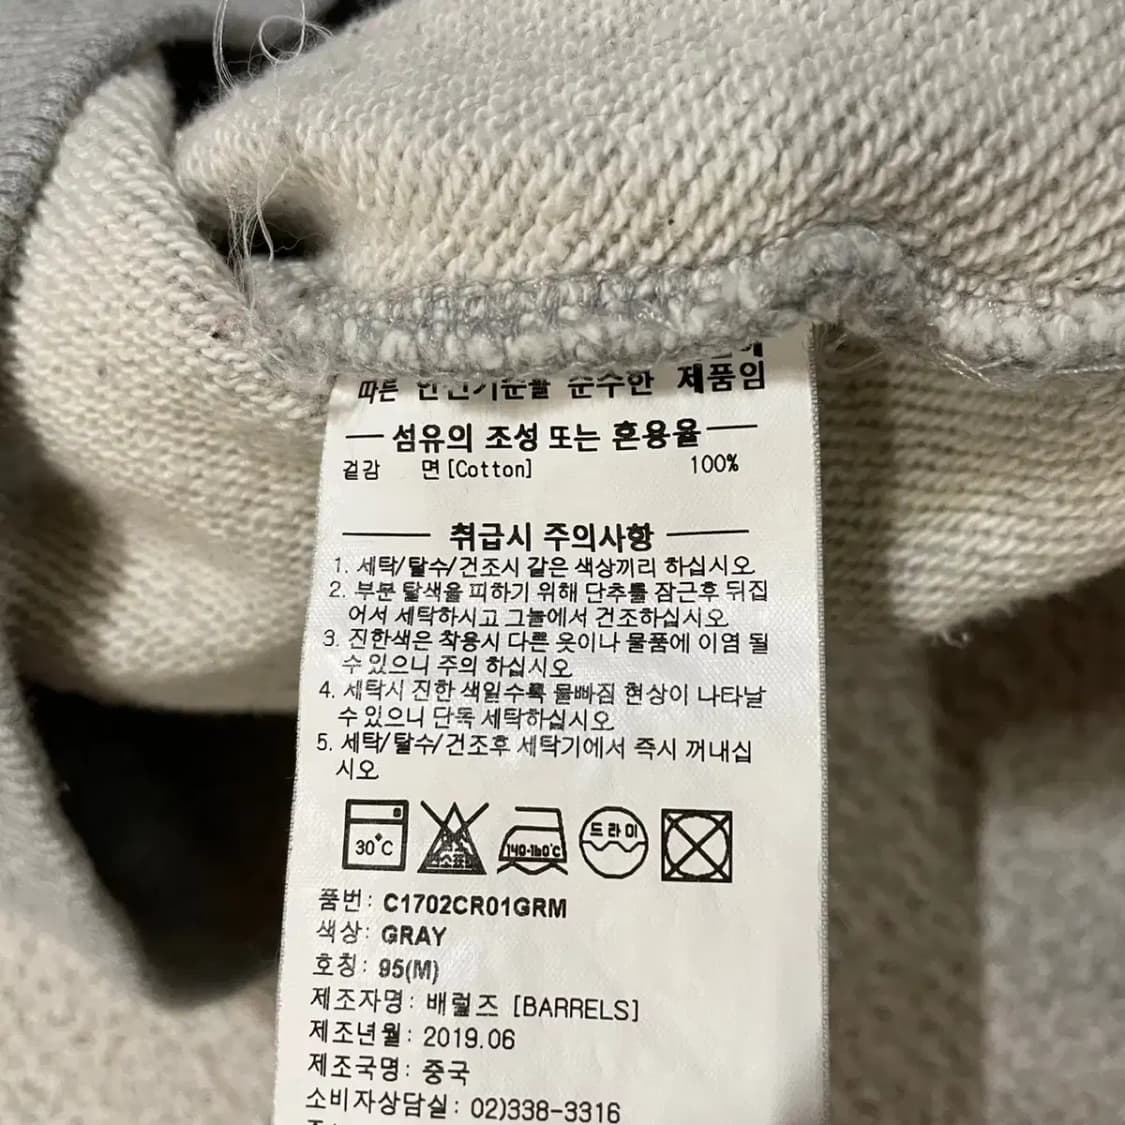 따른 안전기준을 준수한 제품임
섬유의 조성 또는 혼용율
겉감 면[Cotton] 100%
취급시 주의사항
1. 세탁/탈수/건조시 같은 색상끼리 하십시오.
2. 부분 탈색을 피하기 위해 단추를 잠근후 뒤집
어서 세탁하시고 그늘에서 건조하십시오.
3. 진한색은 착용시 다른 옷이나 물품에 이염 될
수 있으니 주의 하십시오.
4. 세탁시 진한 색일수록 물빠짐 현상이 나타날
수 있으니 단독 세탁하십시오.
5. 세탁/탈수/건조후 세탁기에서 즉시 꺼내십
시오.
30°C 140-160°C 드라이
품번: C1702CR01GRM
색상: GRAY
호칭: 95(M)
제조자명: 배럴즈 [BARRELS]
제조년월: 2019.06
제조국명: 중국
소비자상담실: 02)338-3316